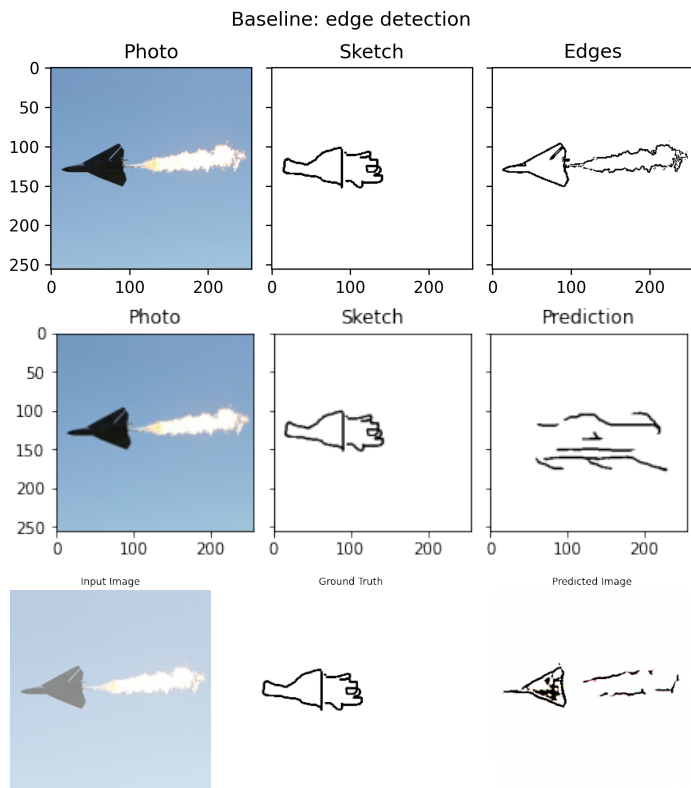 Baseline: edge detection
Photo Sketch Edges
0
50
100
150
200
250
0 100 200 0 100 200 0 100 200
Photo Sketch Prediction
0
50
100
150
200
250
0 100 200 0 100 200 0 100 200
Input Image Ground Truth Predicted Image